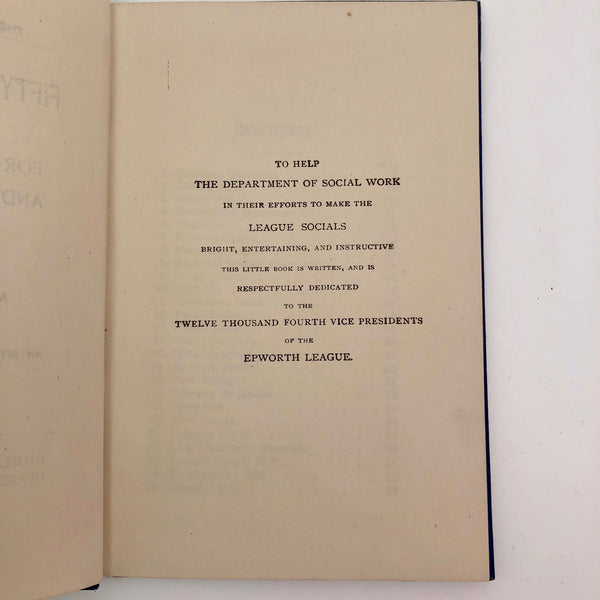 TO HELP
THE DEPARTMENT OF SOCIAL WORK
IN THEIR EFFORTS TO MAKE THE
LEAGUE SOCIALS
BRIGHT, ENTERTAINING, AND INSTRUCTIVE
THIS LITTLE BOOK IS WRITTEN, AND IS
RESPECTFULLY DEDICATED
TO THE
TWELVE THOUSAND FOURTH VICE PRESIDENTS
OF THE
EPWORTH LEAGUE.